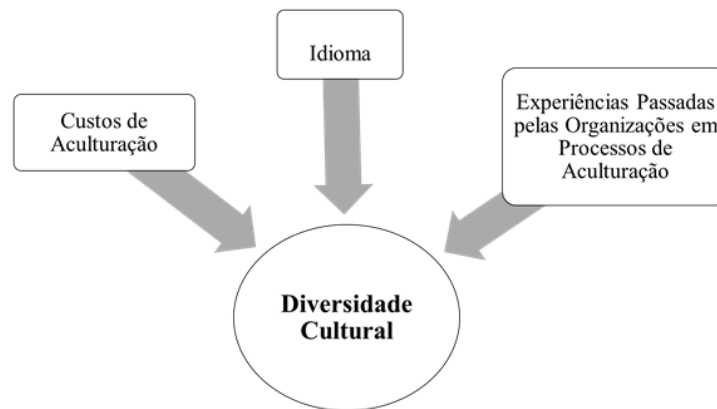 Idioma
Custos de
Aculturação
Experiências Passadas
pelas Organizações em
Processos de
Aculturação
Diversidade
Cultural